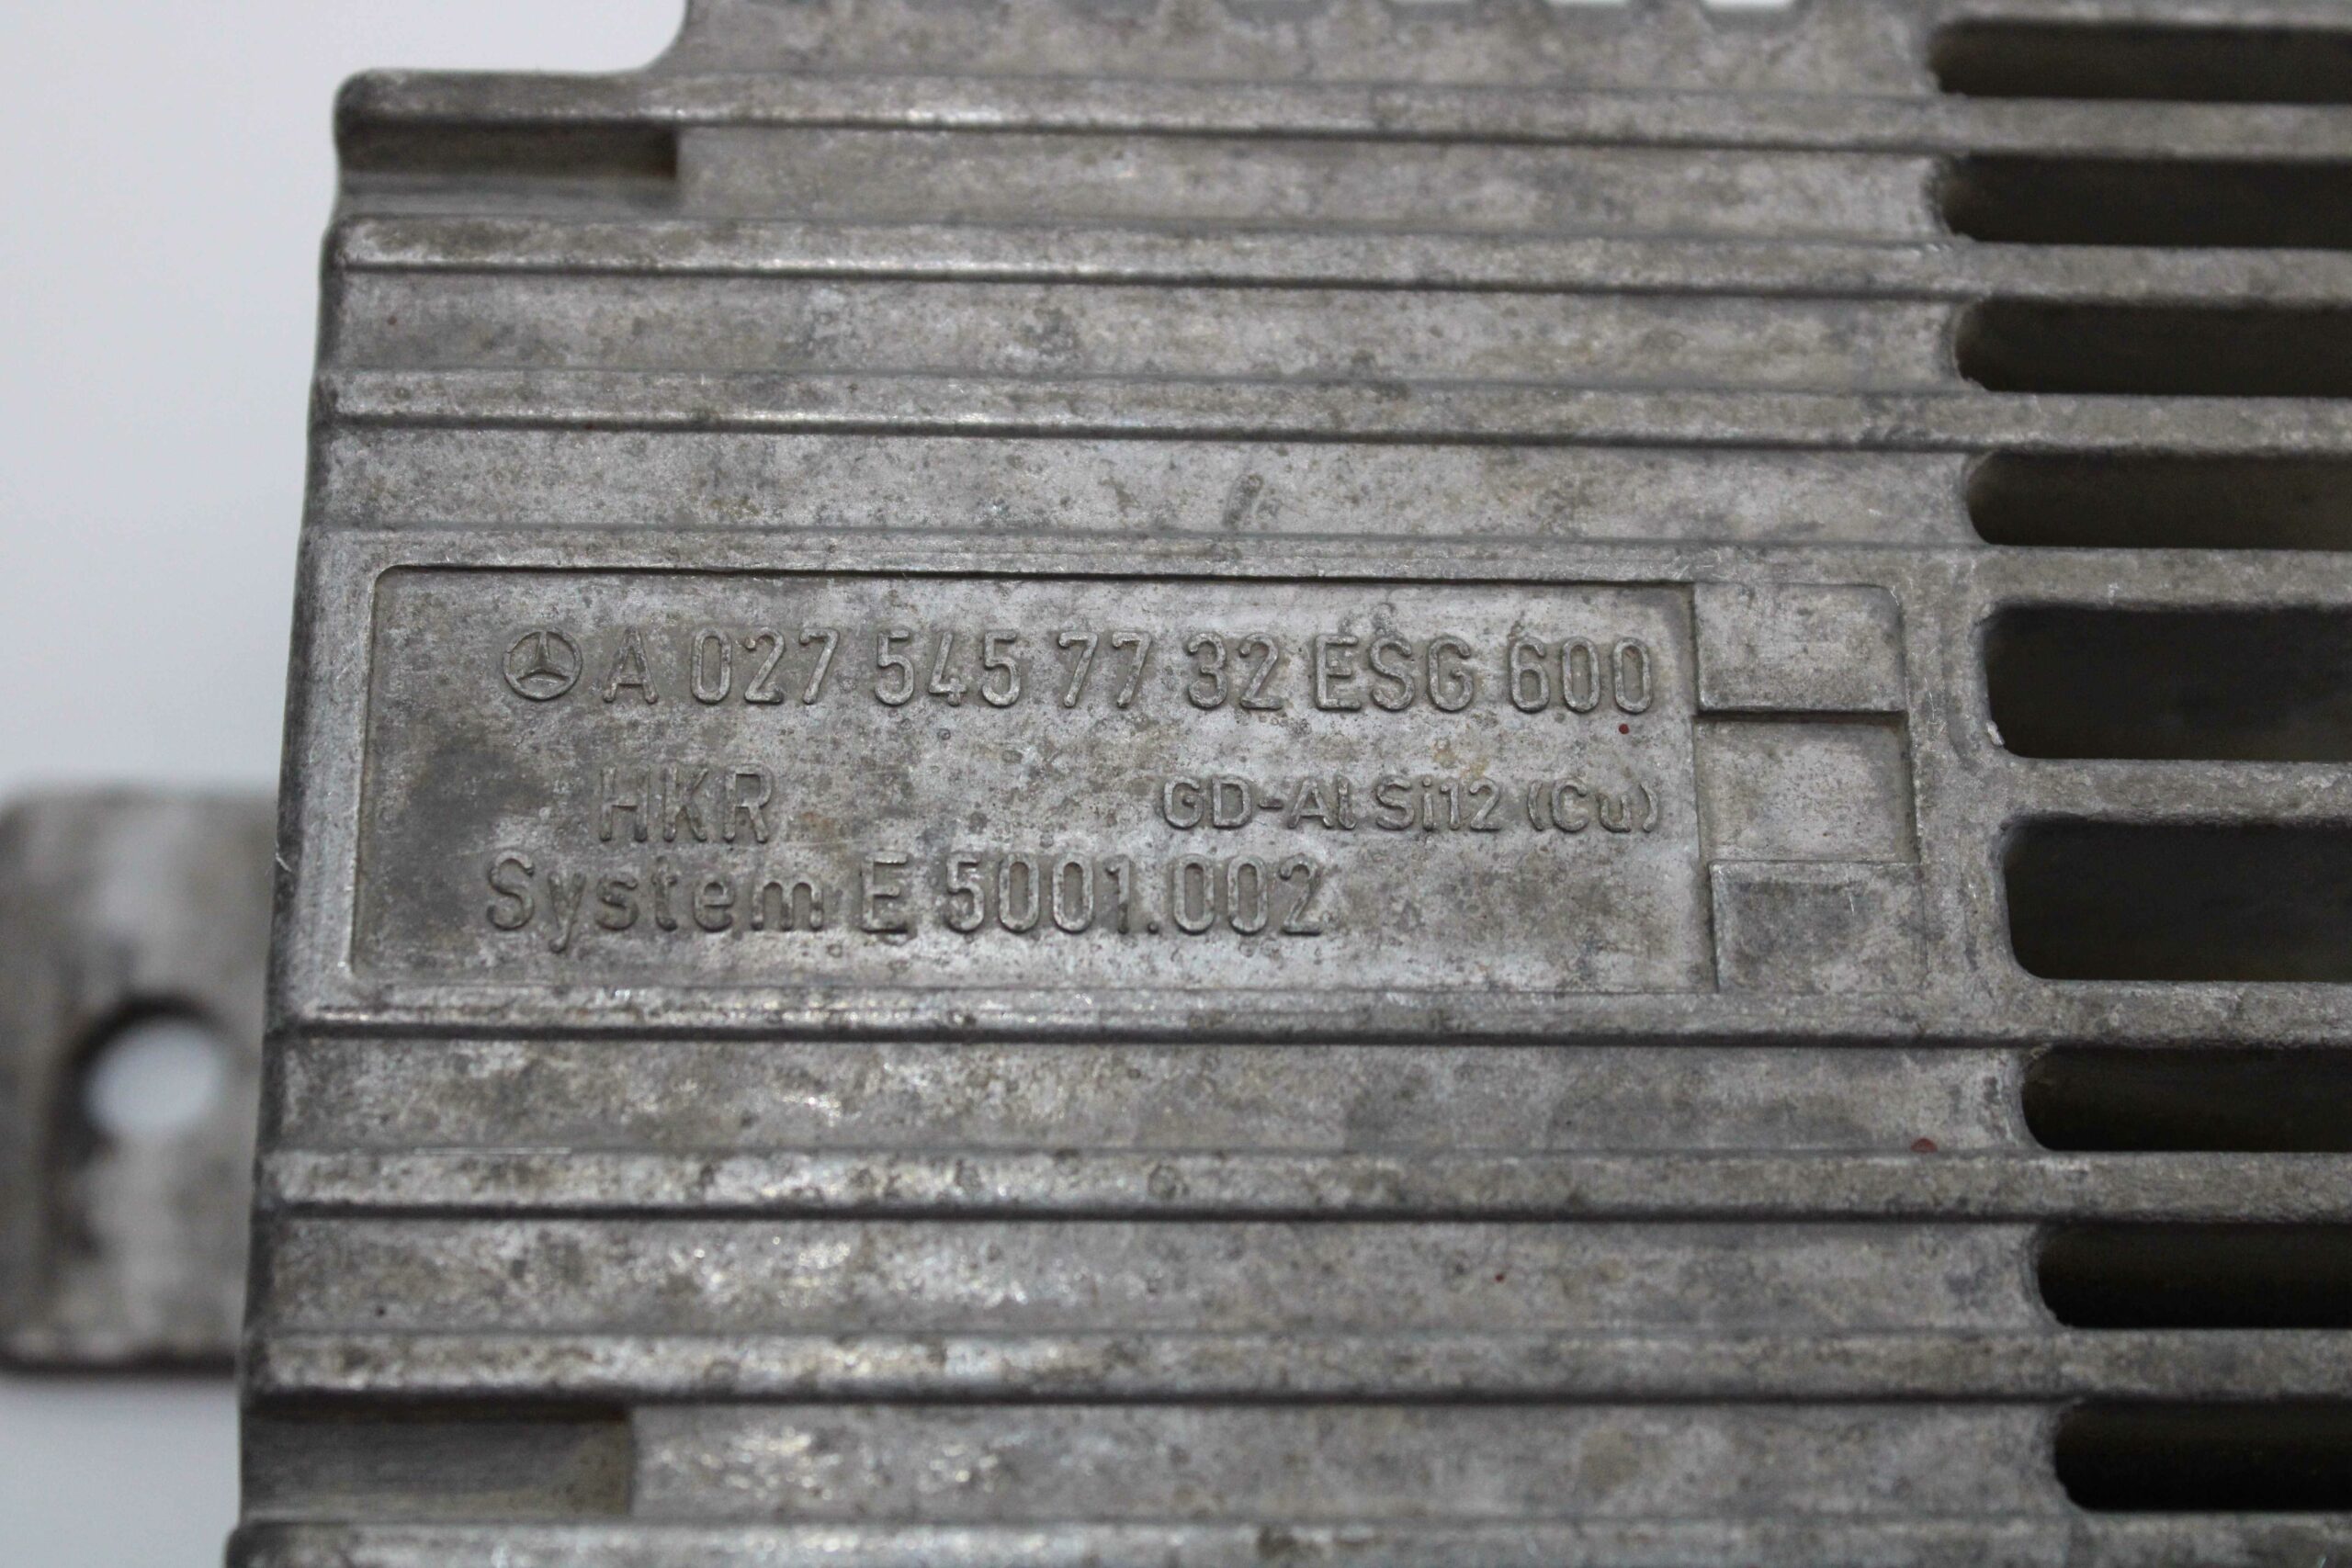 A 027 545 77 32 ESG 600
HKR GD-Al Si12 (Cu)
System E 5001.002